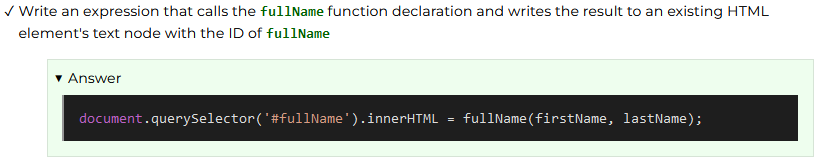 ✓ Write an expression that calls the fullName function declaration and writes the result to an existing HTML
element's text node with the ID of fullName
▼ Answer
document.querySelector('#fullName').innerHTML = fullName(firstName, lastName);